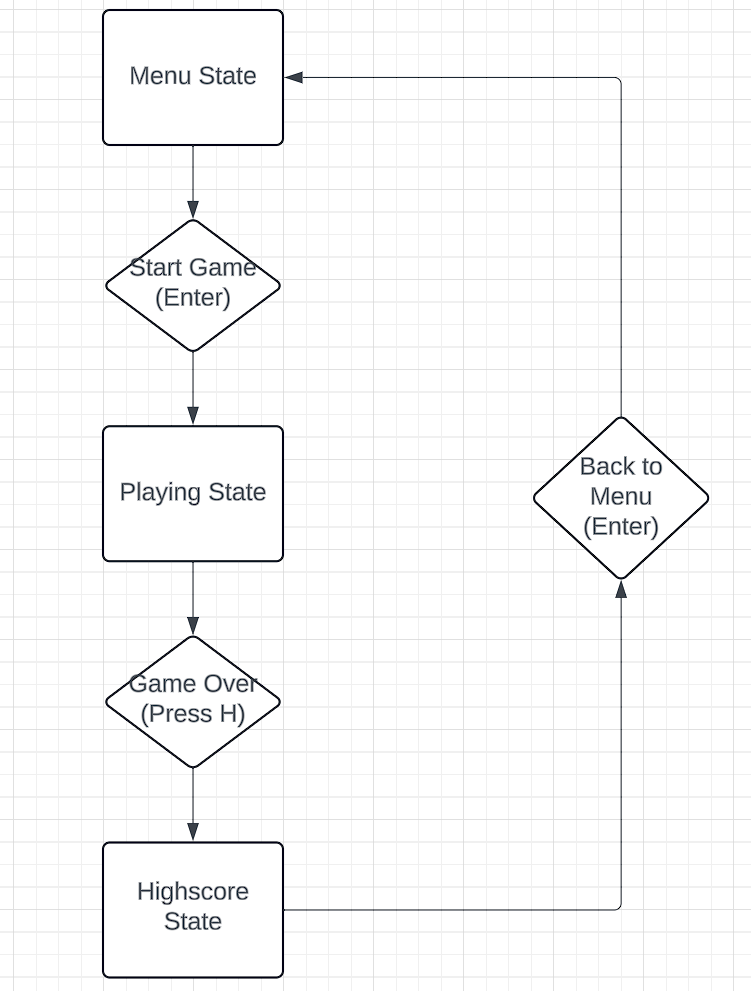 Menu State
Start Game
(Enter)
Playing State
Back to
Menu
(Enter)
Game Over
(Press H)
Highscore
State